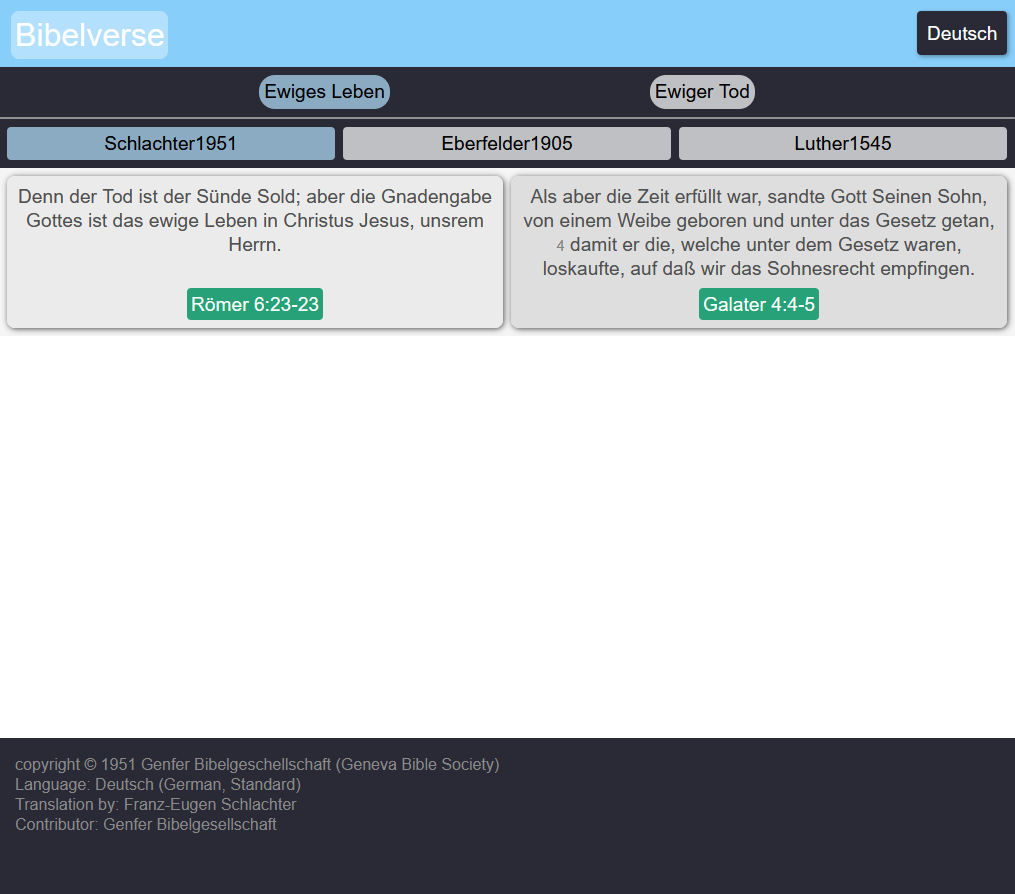 Bibelverse
Deutsch
Ewiges Leben
Ewiger Tod
Schlachter1951
Eberfelder1905
Luther1545
Denn der Tod ist der Sünde Sold; aber die Gnadengabe
Gottes ist das ewige Leben in Christus Jesus, unsrem
Herrn.
Römer 6:23-23
Als aber die Zeit erfüllt war, sandte Gott Seinen Sohn,
von einem Weibe geboren und unter das Gesetz getan,
4 damit er die, welche unter dem Gesetz waren,
loskaufte, auf daß wir das Sohnesrecht empfingen.
Galater 4:4-5
copyright © 1951 Genfer Bibelgeschellschaft (Geneva Bible Society)
Language: Deutsch (German, Standard)
Translation by: Franz-Eugen Schlachter
Contributor: Genfer Bibelgesellschaft